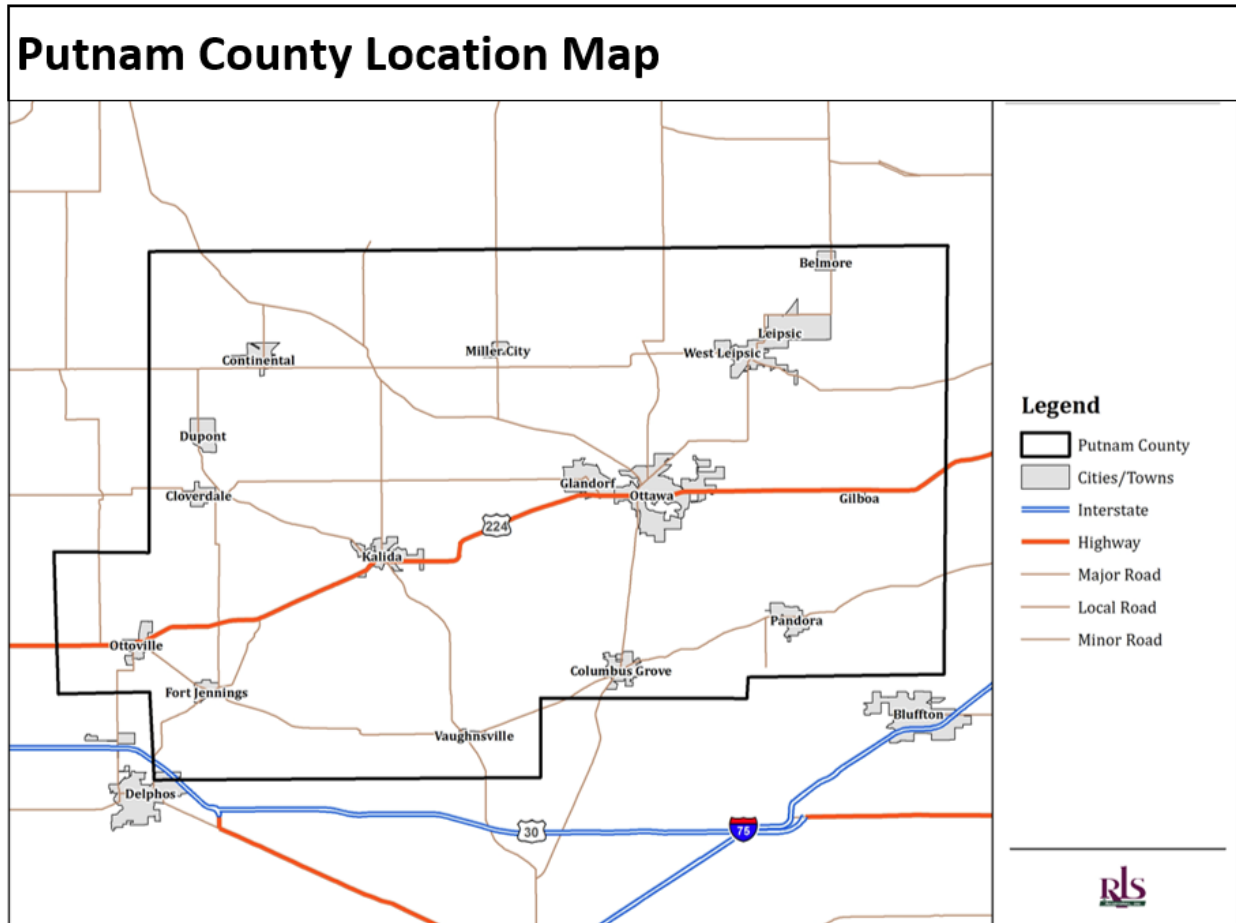 Putnam County Location Map
Belmore
Leipsic
Miller City
West Leipsic
Continental
Dupont
Glandorf
Cloverdale
Ottawa
Gilboa
224
Kalida
Pandora
Ottoville
Columbus Grove
Fort Jennings
Bluffton
Vaughnsville
Delphos
30
75
Legend
Putnam County
Cities/Towns
Interstate
Highway
Major Road
Local Road
Minor Road
RLS